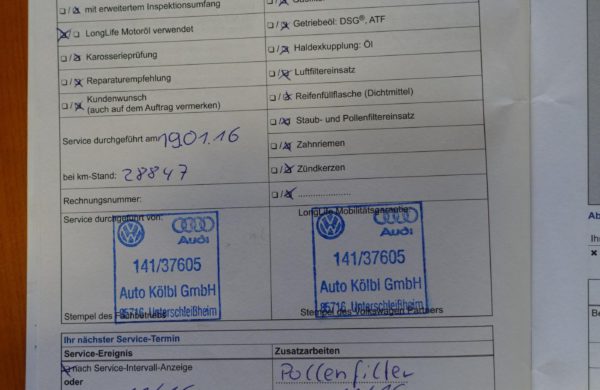 mit erweitertem Inspektionsumfang
LongLife Motoröl verwendet
Karosserieprüfung
Reparaturempfehlung
Kundenwunsch
(auch auf dem Auftrag vermerken)
Service durchgeführt am 19.01.16
bei km-Stand: 28847
Rechnungsnummer:
Getriebeöl: DSG®, ATF
Haldexkupplung: Öl
Luftfiltereinsatz
Reifenfüllflasche (Dichtmittel)
Staub- und Pollenfiltereinsatz
Zahnriemen
Zündkerzen
Service durchgeführt von:
Audi
141/37605
Auto Kölbl GmbH
85716 Unterschleißheim
Stempel des Fachbetriebs
LongLife Mobilitätsgarantie:
Audi
141/37605
Auto Kölbl GmbH
85716 Unterschleißheim
Stempel des Volkswagen Partners
Ihr nächster Service-Termin
Service-Ereignis
Zusatzarbeiten
nach Service-Intervall-Anzeige
Pollenfilter
oder